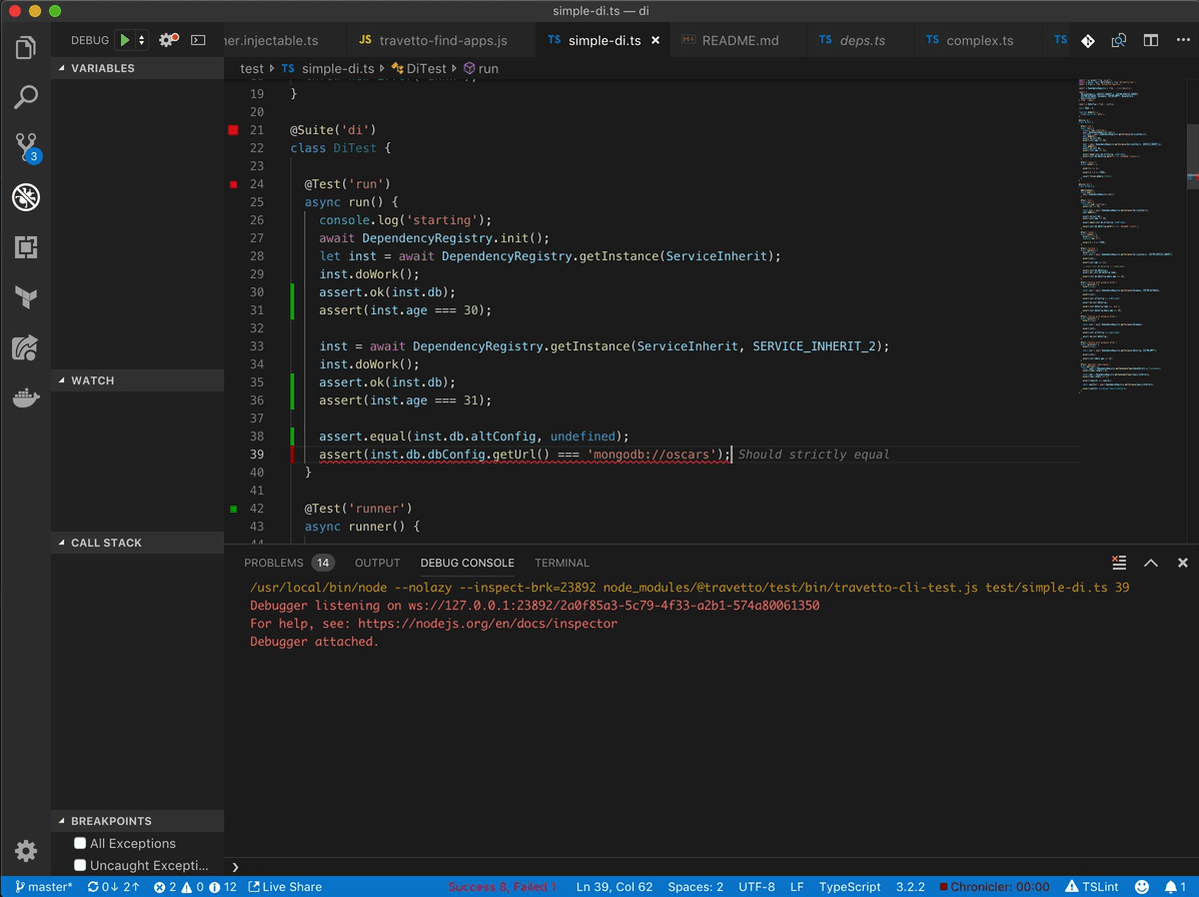 simple-di.ts — di
DEBUG
ner.injectable.ts
JS travetto-find-apps.js
TS simple-di.ts ×
README.md
TS deps.ts
TS complex.ts
TS
VARIABLES
test TS simple-di.ts DiTest run
19 }
20
21 @Suite('di')
22 class DiTest {
23
24 @Test('run')
25 async run() {
26 console.log('starting');
27 await DependencyRegistry.init();
28 let inst = await DependencyRegistry.getInstance(ServiceInherit);
29 inst.doWork();
30 assert.ok(inst.db);
31 assert(inst.age === 30);
32
33 inst = await DependencyRegistry.getInstance(ServiceInherit, SERVICE_INHERIT_2);
34 inst.doWork();
35 assert.ok(inst.db);
36 assert(inst.age === 31);
37
38 assert.equal(inst.db.altConfig, undefined);
39 assert(inst.db.dbConfig.getUrl() === 'mongodb://oscars'); Should strictly equal
40 }
41
42 @Test('runner')
43 async runner() {
3
WATCH
CALL STACK
BREAKPOINTS
All Exceptions
Uncaught Excepti...
PROBLEMS 14 OUTPUT DEBUG CONSOLE TERMINAL
/usr/local/bin/node --nolazy --inspect-brk=23892 node_modules/@travetto/test/bin/travetto-cli-test.js test/simple-di.ts 39
Debugger listening on ws://127.0.0.1:23892/2a0f85a3-5c79-4f33-a2b1-574a80061350
For help, see: https://nodejs.org/en/docs/inspector
Debugger attached.
master* 0↓ 2↑ 2 0 12 Live Share Success 8, Failed 1 Ln 39, Col 62 Spaces: 2 UTF-8 LF TypeScript 3.2.2 Chronicler: 00:00 TSLint 1